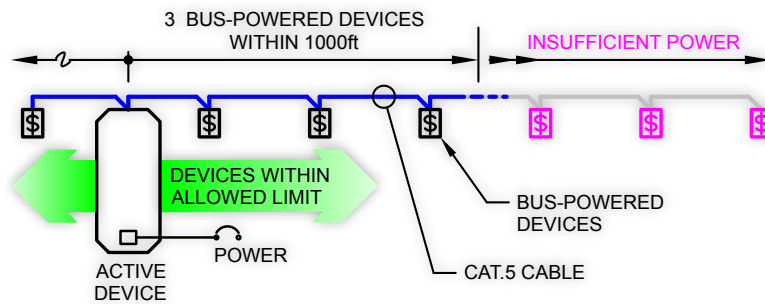 3 BUS-POWERED DEVICES
WITHIN 1000ft
INSUFFICIENT POWER
$ $ $ $ $ $ $
DEVICES WITHIN
ALLOWED LIMIT
BUS-POWERED
DEVICES
POWER
ACTIVE
DEVICE
CAT.5 CABLE